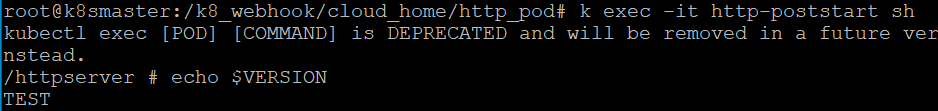 root@k8smaster:/k8_webhook/cloud_home/http_pod# k exec -it http-poststart sh
kubectl exec [POD] [COMMAND] is DEPRECATED and will be removed in a future ver
nstead.
/httpserver # echo $VERSION
TEST